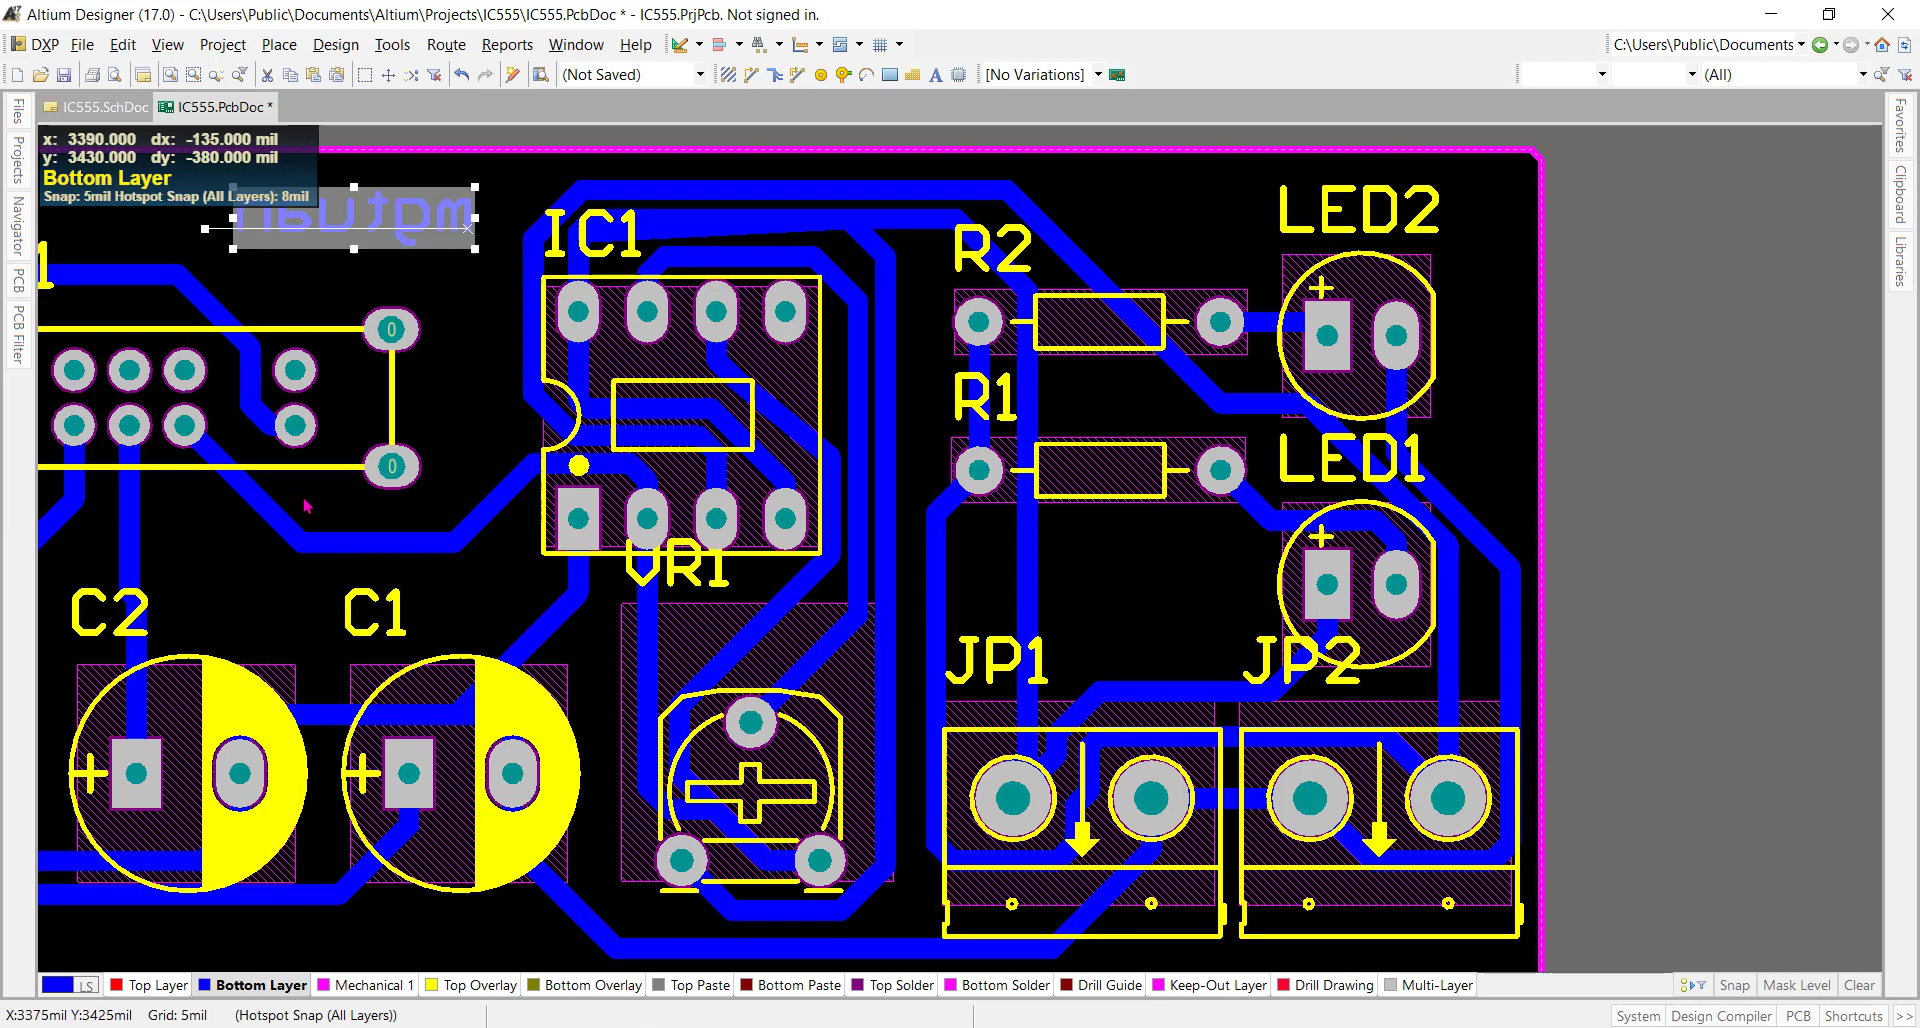 Altium Designer (17.0) - C:\Users\Public\Documents\Altium\Projects\IC555\IC555.PcbDoc * - IC555.PrjPcb. Not signed in.
DXP File Edit View Project Place Design Tools Route Reports Window Help C:\Users\Public\Documents
(Not Saved) [No Variations] (All)
IC555.SchDoc IC555.PcbDoc *
Files
Projects
Navigator
PCB
PCB Filter
Favorites
Clipboard
Libraries
x: 3390.000 dx: -135.000 mil
y: 3430.000 dy: -380.000 mil
Bottom Layer
Snap: 5mil Hotspot Snap (All Layers): 8mil
LED2
IC1
R2
1
0
R1
LED1
0
VR1
C2
C1
JP1
JP2
LS Top Layer Bottom Layer Mechanical 1 Top Overlay Bottom Overlay Top Paste Bottom Paste Top Solder Bottom Solder Drill Guide Keep-Out Layer Drill Drawing Multi-Layer Snap Mask Level Clear
X:3375mil Y:3425mil Grid: 5mil (Hotspot Snap (All Layers)) System Design Compiler PCB Shortcuts >>